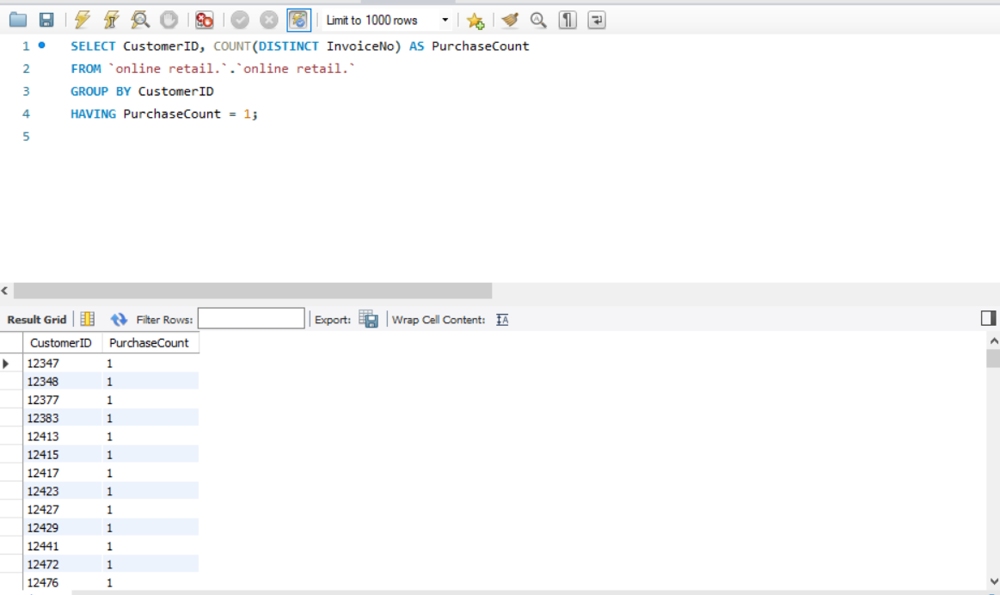 Limit to 1000 rows
1 SELECT CustomerID, COUNT(DISTINCT InvoiceNo) AS PurchaseCount
2 FROM `online retail.`.`online retail.`
3 GROUP BY CustomerID
4 HAVING PurchaseCount = 1;
5
Result Grid Filter Rows: Export: Wrap Cell Content: IA
CustomerID PurchaseCount
12347 1
12348 1
12377 1
12383 1
12413 1
12415 1
12417 1
12423 1
12427 1
12429 1
12441 1
12472 1
12476 1